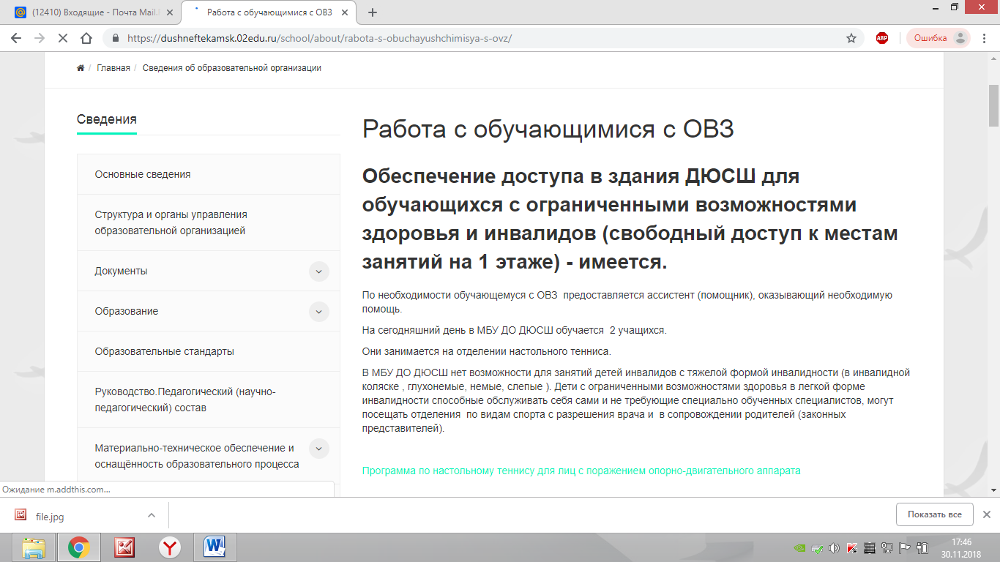 (12410) Входящие - Почта Mail.
Работа с обучающимися с ОВЗ
https://dushneftekamsk.02edu.ru/school/about/rabota-s-obuchayushchimisya-s-ovz/
ABP
Ошибка
Главная / Сведения об образовательной организации
Сведения
Основные сведения
Структура и органы управления
образовательной организацией
Документы
Образование
Образовательные стандарты
Руководство.Педагогический (научно-
педагогический) состав
Материально-техническое обеспечение и
оснащённость образовательного процесса
Работа с обучающимися с ОВЗ
Обеспечение доступа в здания ДЮСШ для
обучающихся с ограниченными возможностями
здоровья и инвалидов (свободный доступ к местам
занятий на 1 этаже) - имеется.
По необходимости обучающемуся с ОВЗ предоставляется ассистент (помощник), оказывающий необходимую
помощь.
На сегодняшний день в МБУ ДО ДЮСШ обучается 2 учащихся.
Они занимается на отделении настольного тенниса.
В МБУ ДО ДЮСШ нет возможности для занятий детей инвалидов с тяжелой формой инвалидности (в инвалидной
коляске , глухонемые, немые, слепые ). Дети с ограниченными возможностями здоровья в легкой форме
инвалидности способные обслуживать себя сами и не требующие специально обученных специалистов, могут
посещать отделения по видам спорта с разрешения врача и в сопровождении родителей (законных
представителей).
Программа по настольному теннису для лиц с поражением опорно-двигательного аппарата
Ожидание m.addthis.com...
file.jpg
Показать все
17:46
30.11.2018